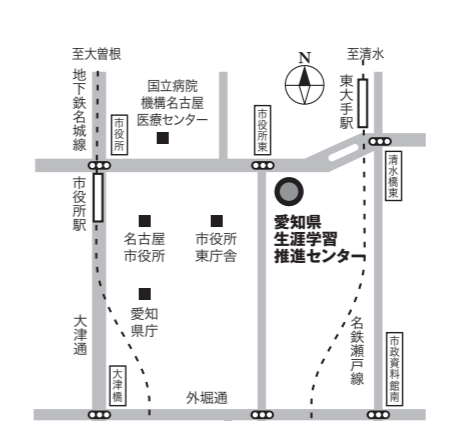 至大曽根
地下鉄名城線
市役所
国立病院
機構名古屋
医療センター
N
至清水
東大手駅
市役所東
清水橋東
市役所駅
名古屋
市役所
市役所
東庁舎
愛知県
生涯学習
推進センター
愛知
県庁
大津通
大津橋
外堀通
名鉄瀬戸線
市政資料館南